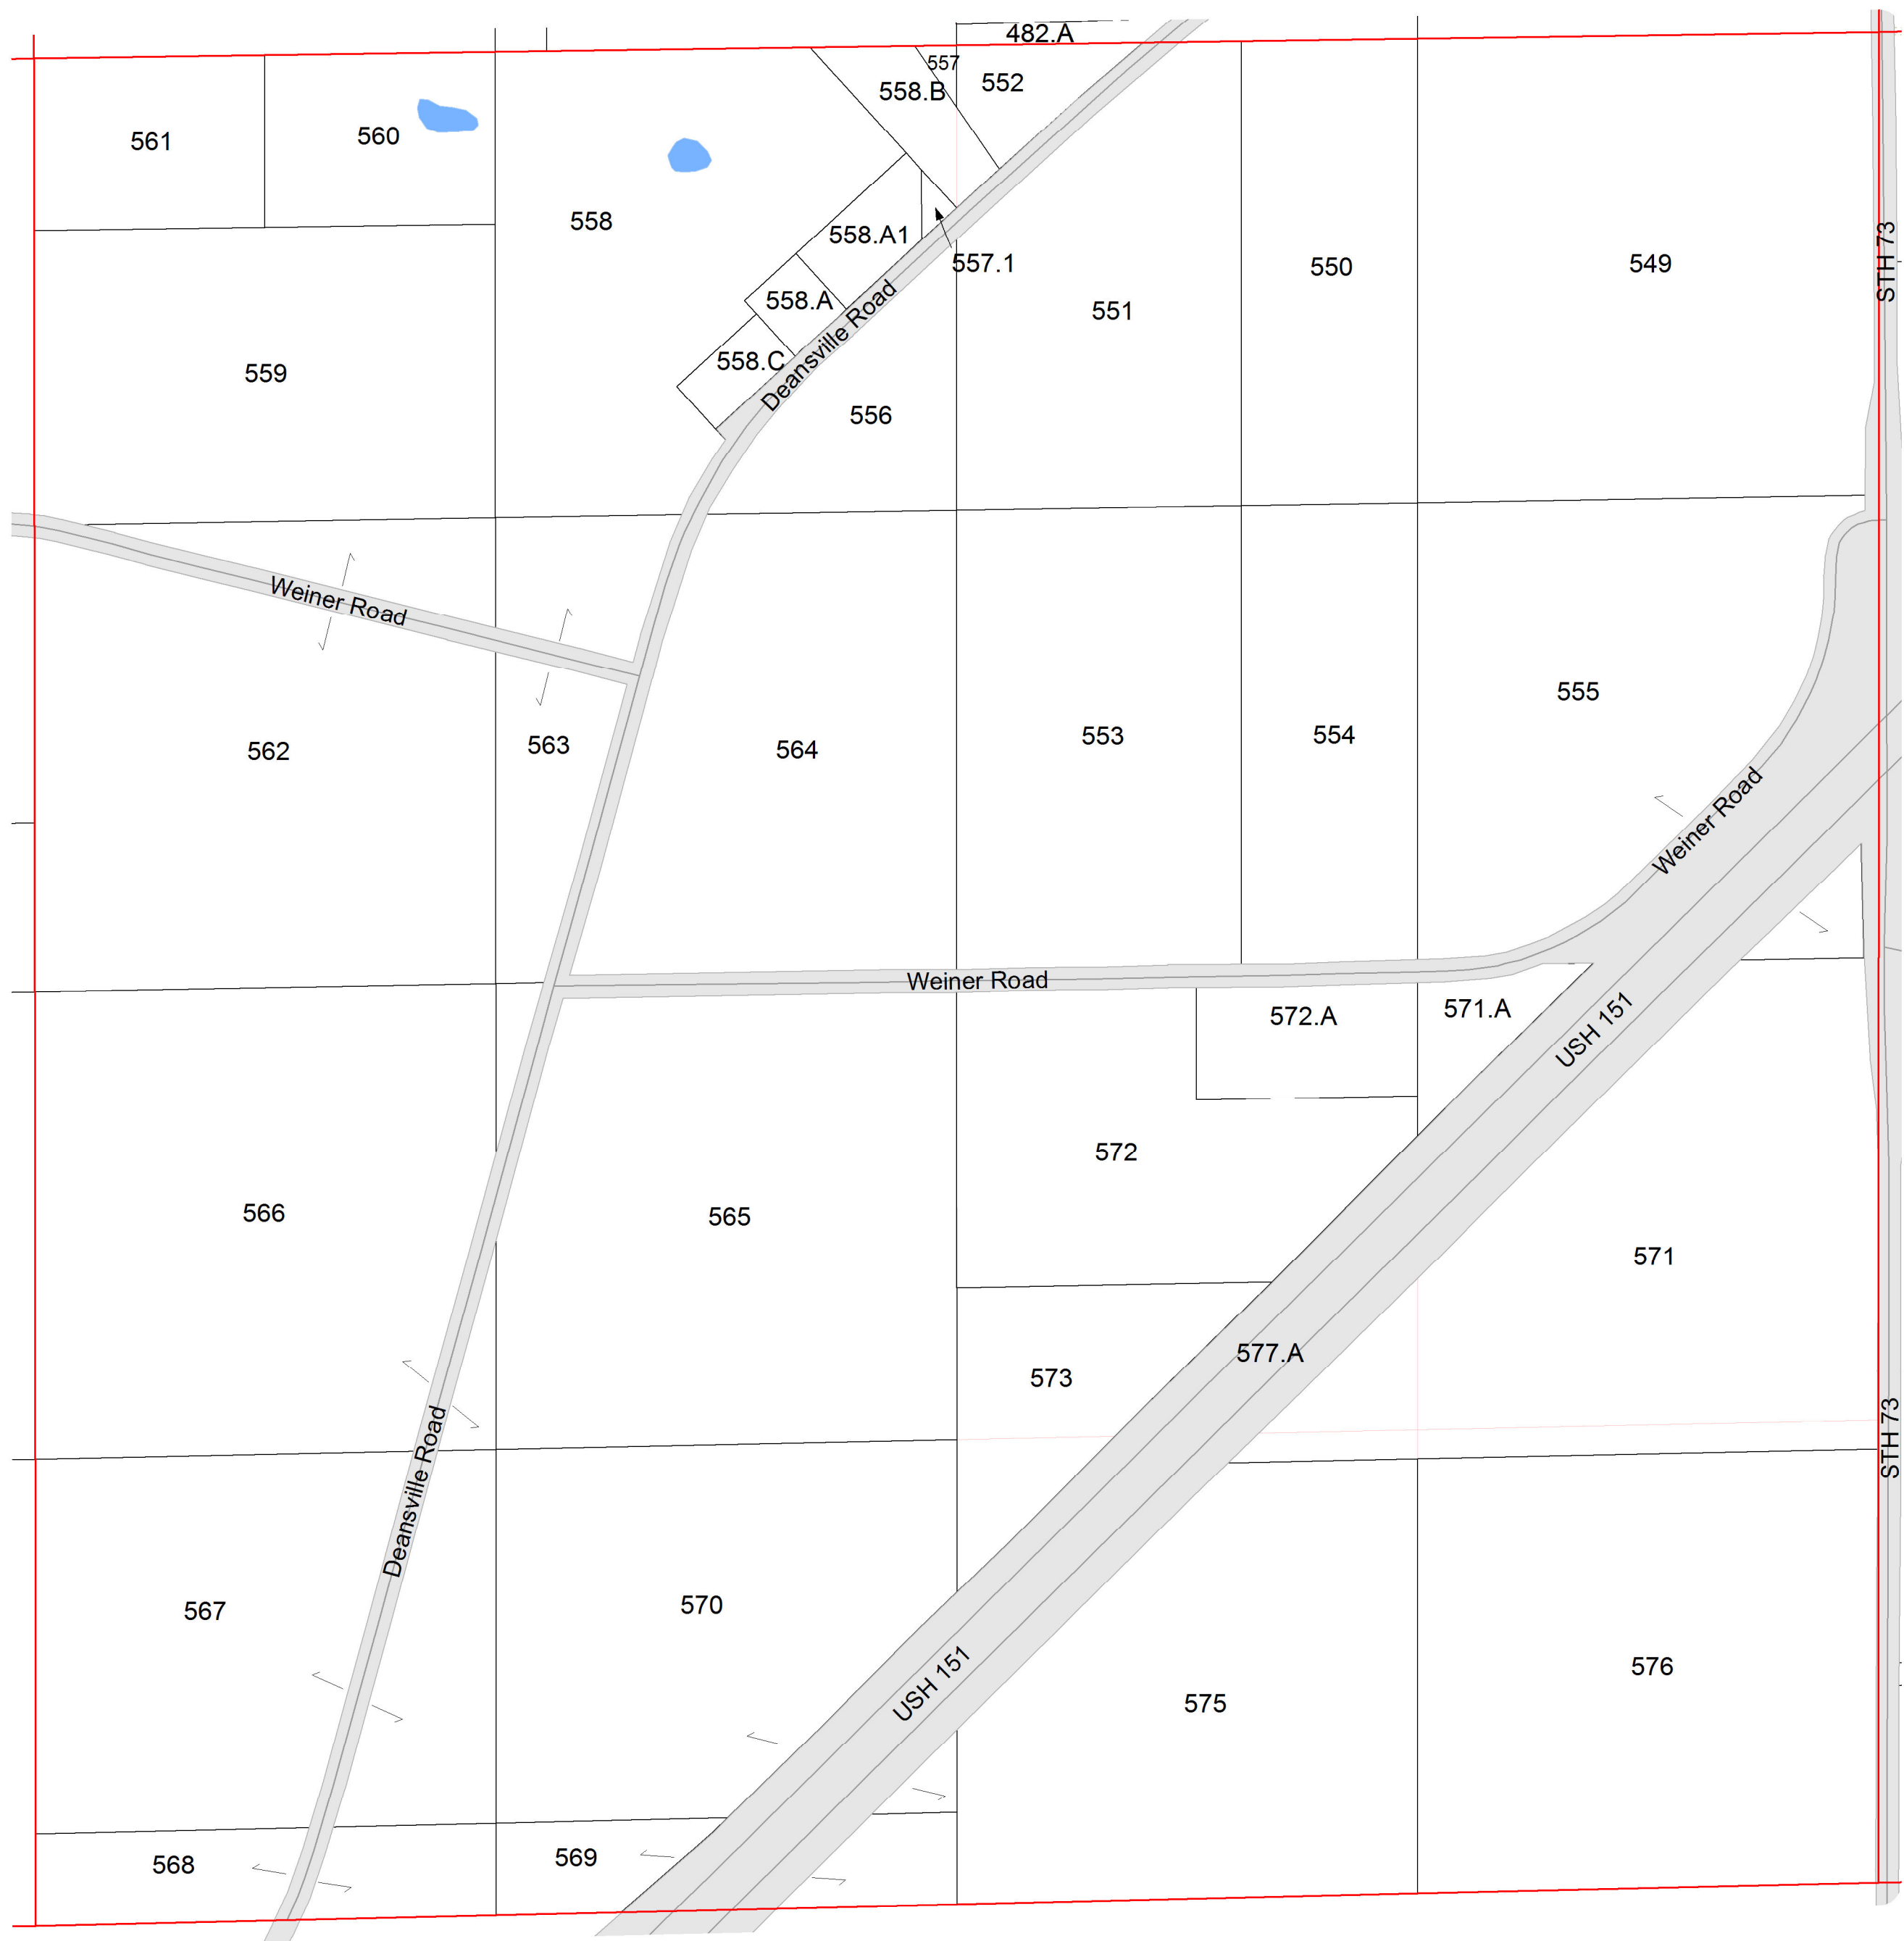 482.A
557
552
558.B
561
560
558
558.A1
557.1
550
549
STH 73
558.A
551
Deansville Road
558.C
559
556
Weiner Road
555
562
563
564
553
554
Weiner Road
Weiner Road
572.A
571.A
USH 151
572
566
565
571
577.A
573
STH 73
Deansville Road
567
570
USH 151
576
575
568
569